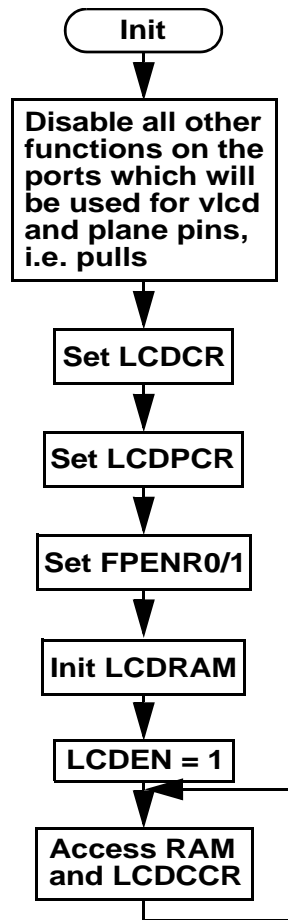 Init
Disable all other
functions on the
ports which will
be used for vlcd
and plane pins,
i.e. pulls
Set LCDCR
Set LCDPCR
Set FPENR0/1
Init LCDRAM
LCDEN = 1
Access RAM
and LCDCCR